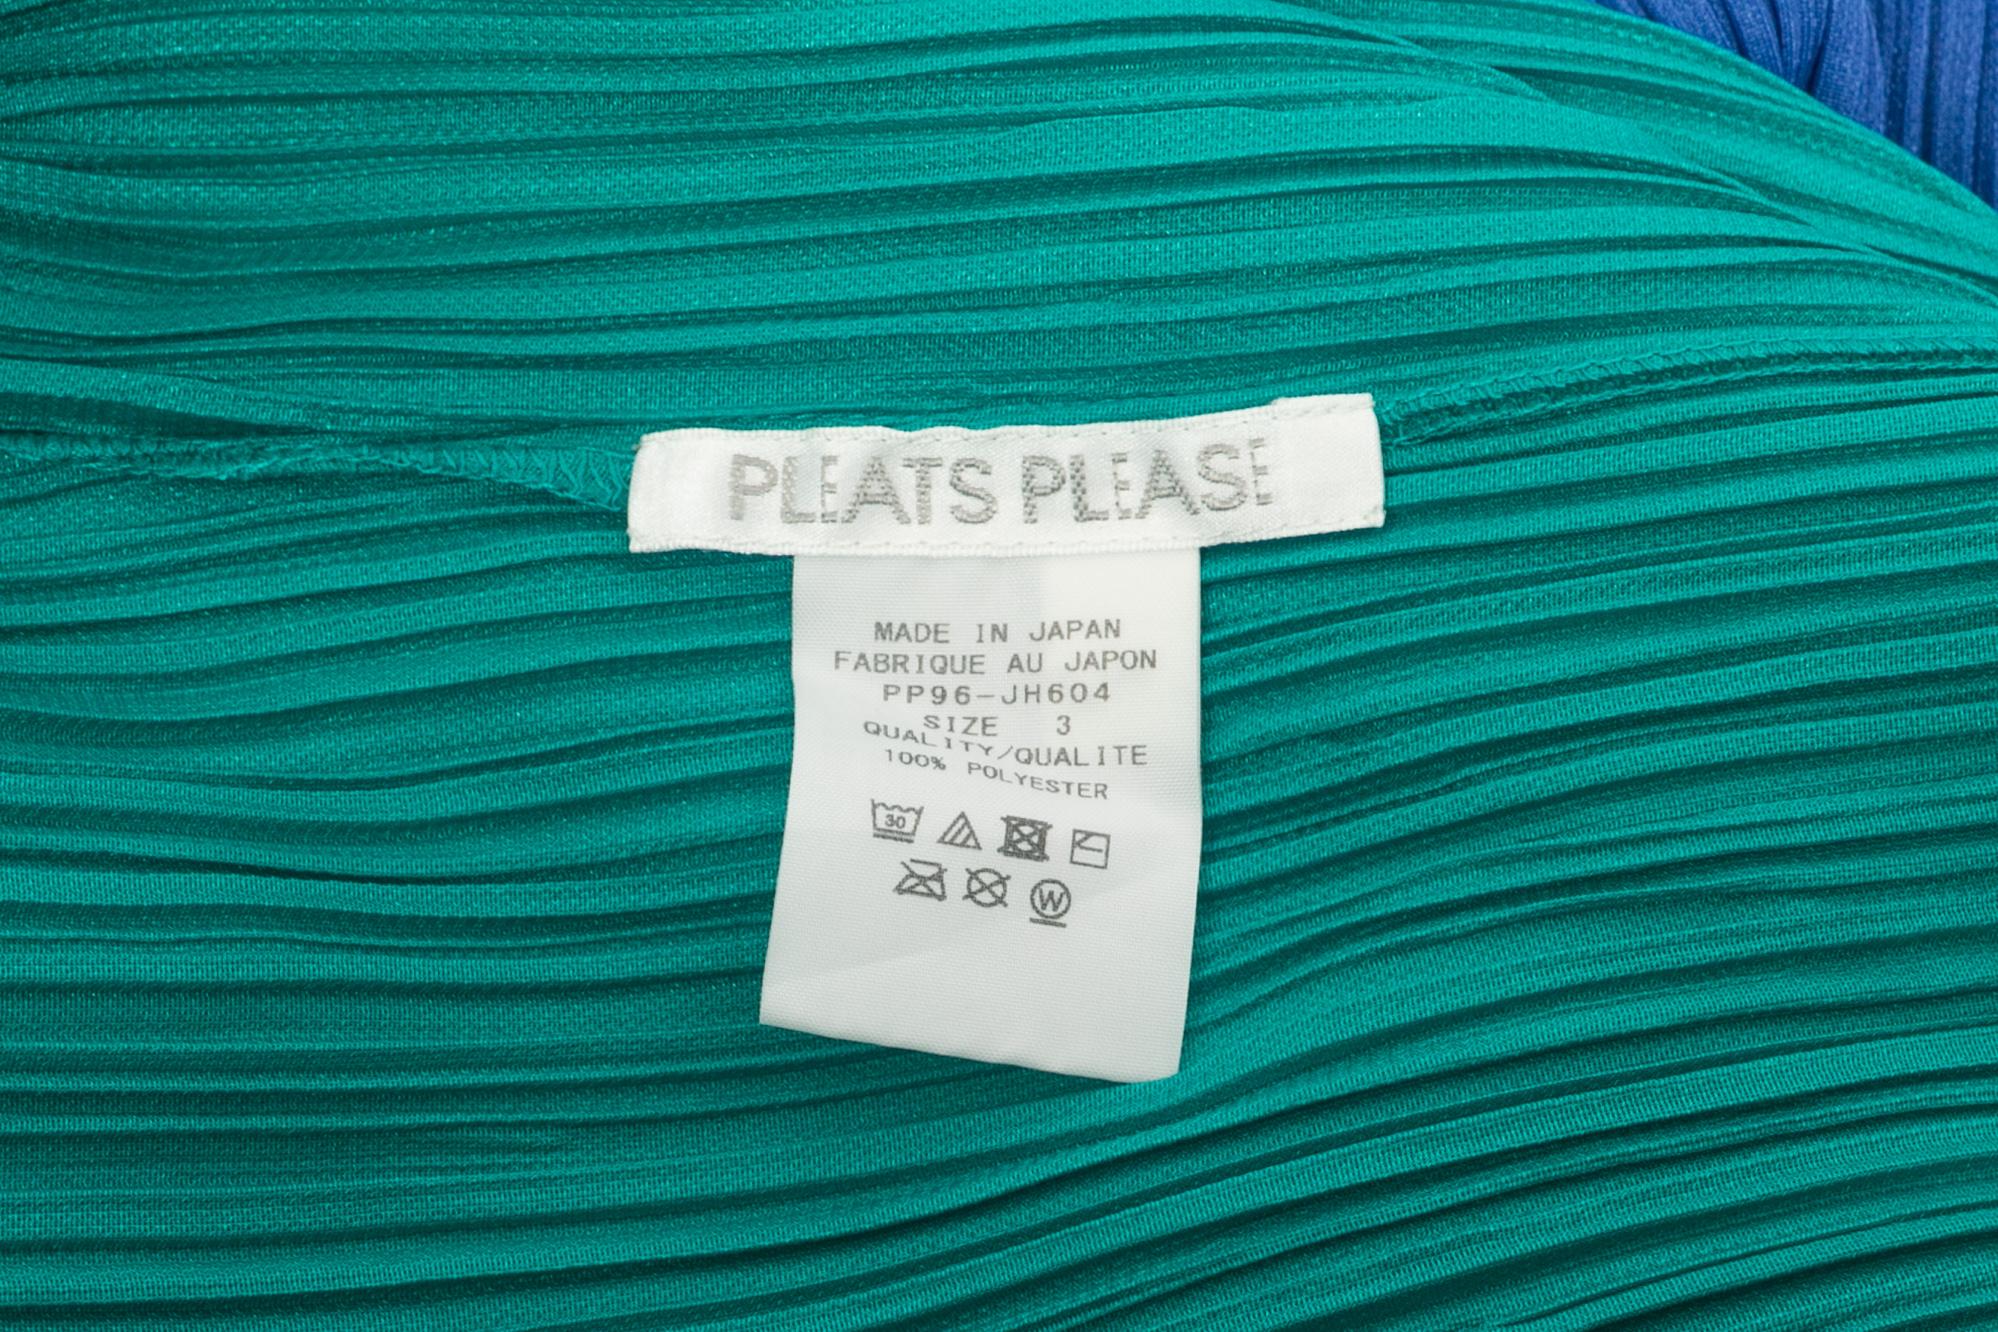 PLEATS PLEASE
MADE IN JAPAN
FABRIQUE AU JAPON
PP96-JH604
SIZE 3
QUALITY/QUALITE
100% POLYESTER
30
W